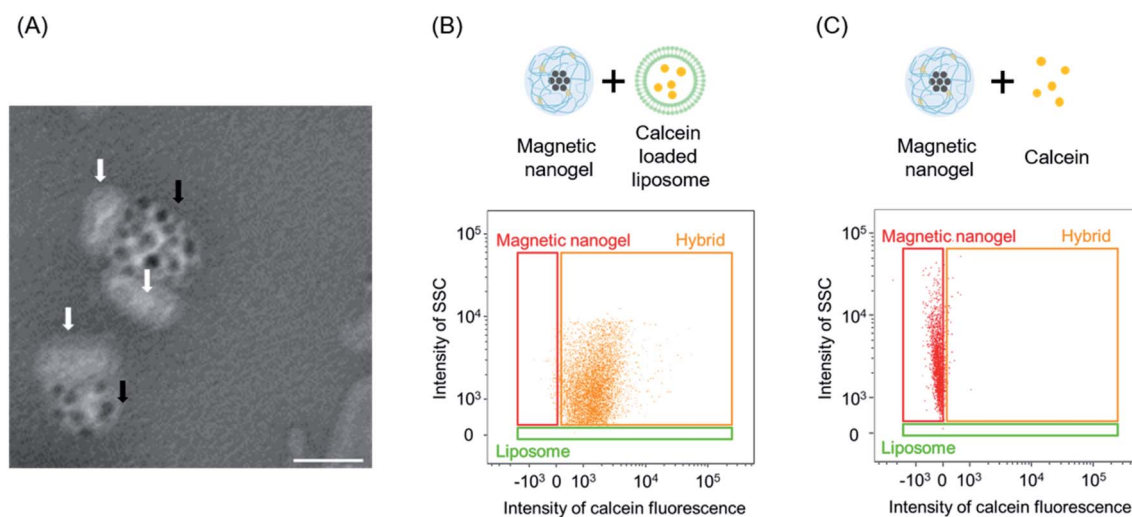 (A)
(B)
(C)
Magnetic
nanogel
+
Calcein
loaded
liposome
Magnetic
nanogel
+
Calcein
Intensity of SSC
10⁵
10⁴
10³
0
Magnetic nanogel
Hybrid
Liposome
-10³ 0 10³ 10⁴ 10⁵
Intensity of calcein fluorescence
Intensity of SSC
10⁵
10⁴
10³
0
Magnetic nanogel
Hybrid
Liposome
-10³ 0 10³ 10⁴ 10⁵
Intensity of calcein fluorescence